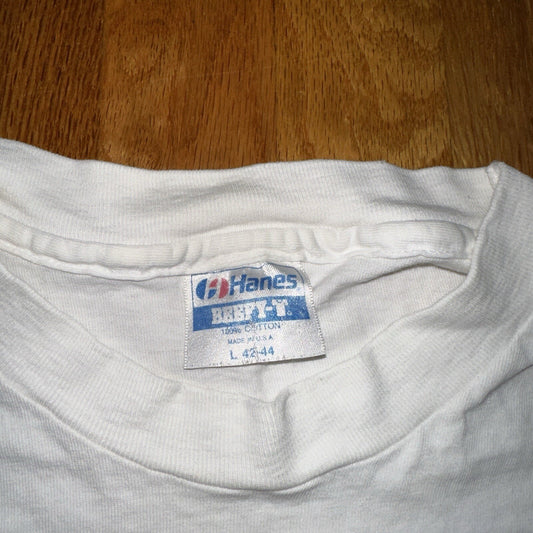 Hanes
BEEFY-T®
100% COTTON
MADE IN U.S.A.
L 42-44